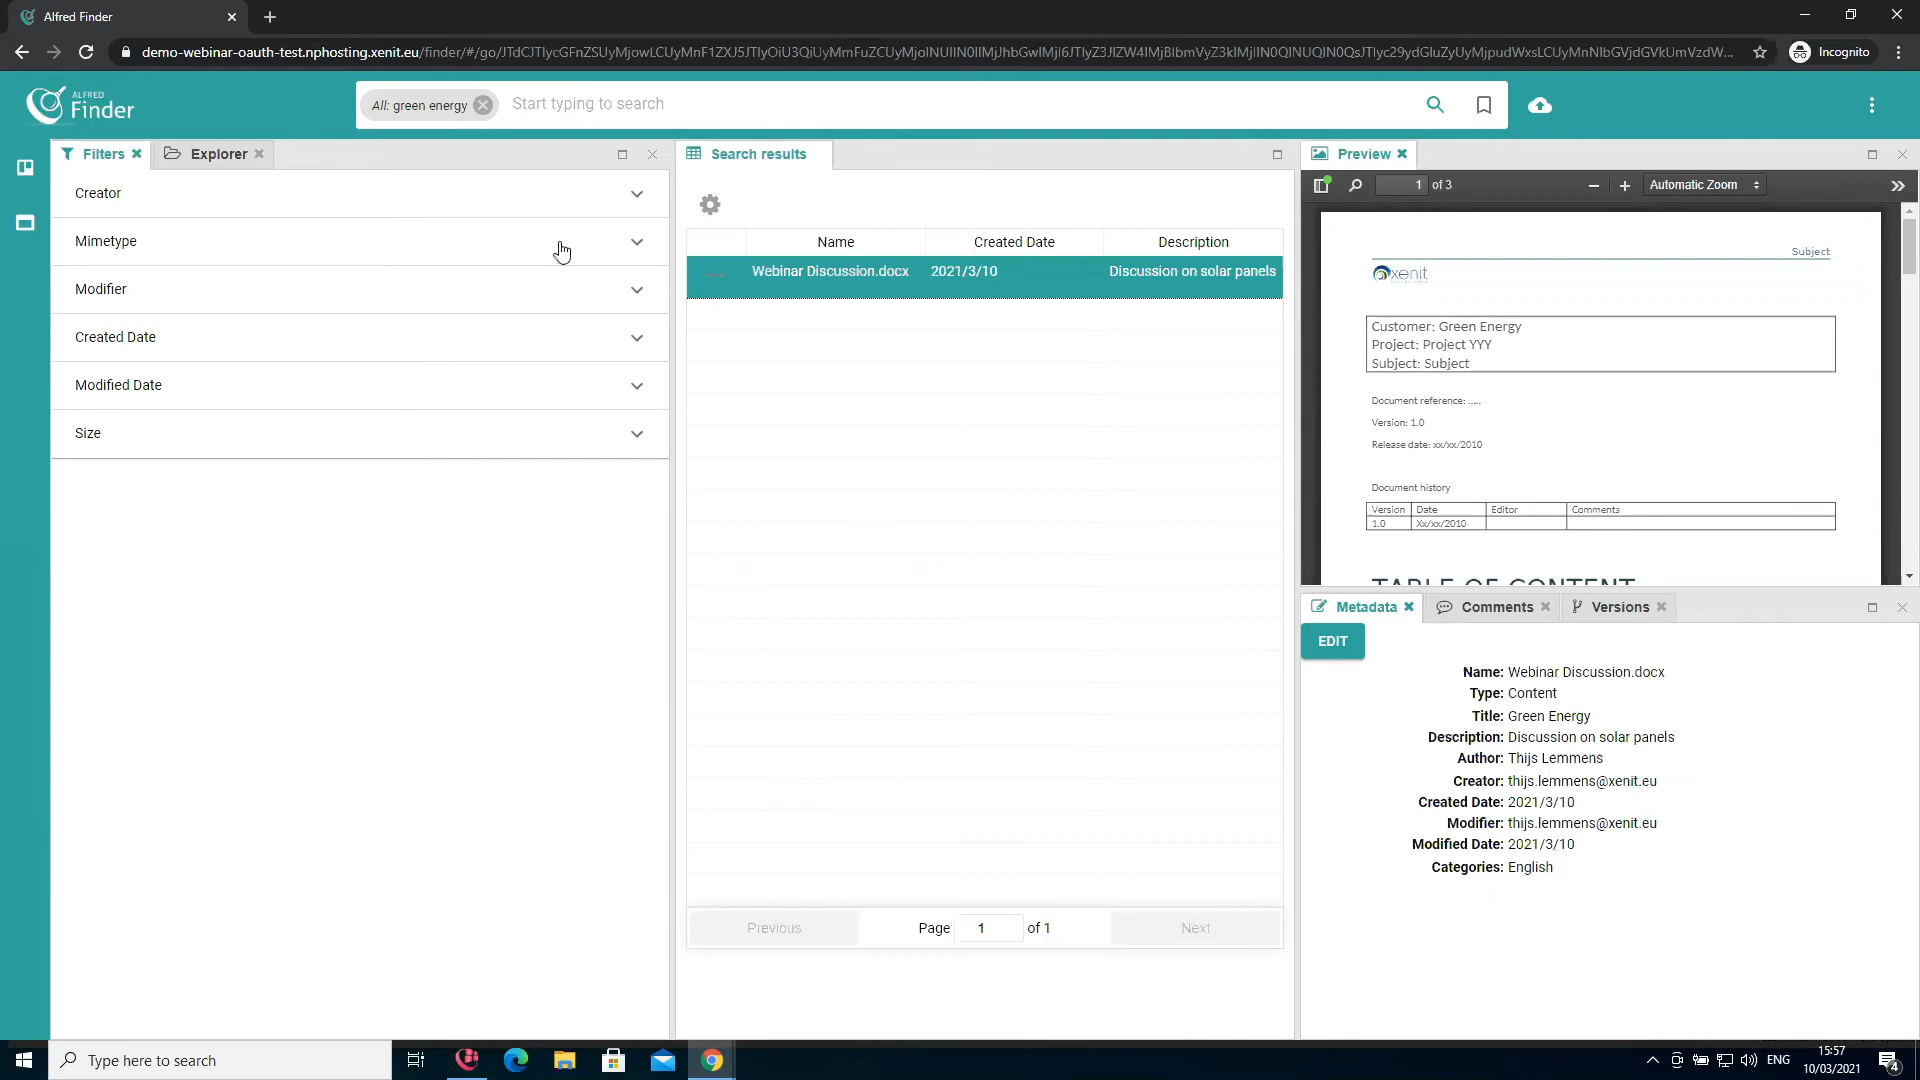 Alfred Finder
demo-webinar-oauth-test.nphosting.xenit.eu/finder/#/go/
Incognito
ALFRED
Finder
All: green energy
Start typing to search
Filters
Explorer
Search results
Preview
Creator
Mimetype
Modifier
Created Date
Modified Date
Size
Name Created Date Description
Webinar Discussion.docx 2021/3/10 Discussion on solar panels
Previous Page 1 of 1 Next
1 of 3
Automatic Zoom
Subject
xenit
Customer: Green Energy
Project: Project YYY
Subject: Subject
Document reference: .....
Version: 1.0
Release date: xx/xx/2010
Document history
Version Date Editor Comments
1.0 Xx/xx/2010
TABLE OF CONTENT
Metadata
Comments
Versions
EDIT
Name: Webinar Discussion.docx
Type: Content
Title: Green Energy
Description: Discussion on solar panels
Author: Thijs Lemmens
Creator: thijs.lemmens@xenit.eu
Created Date: 2021/3/10
Modifier: thijs.lemmens@xenit.eu
Modified Date: 2021/3/10
Categories: English
Type here to search
ENG
15:57
10/03/2021
4